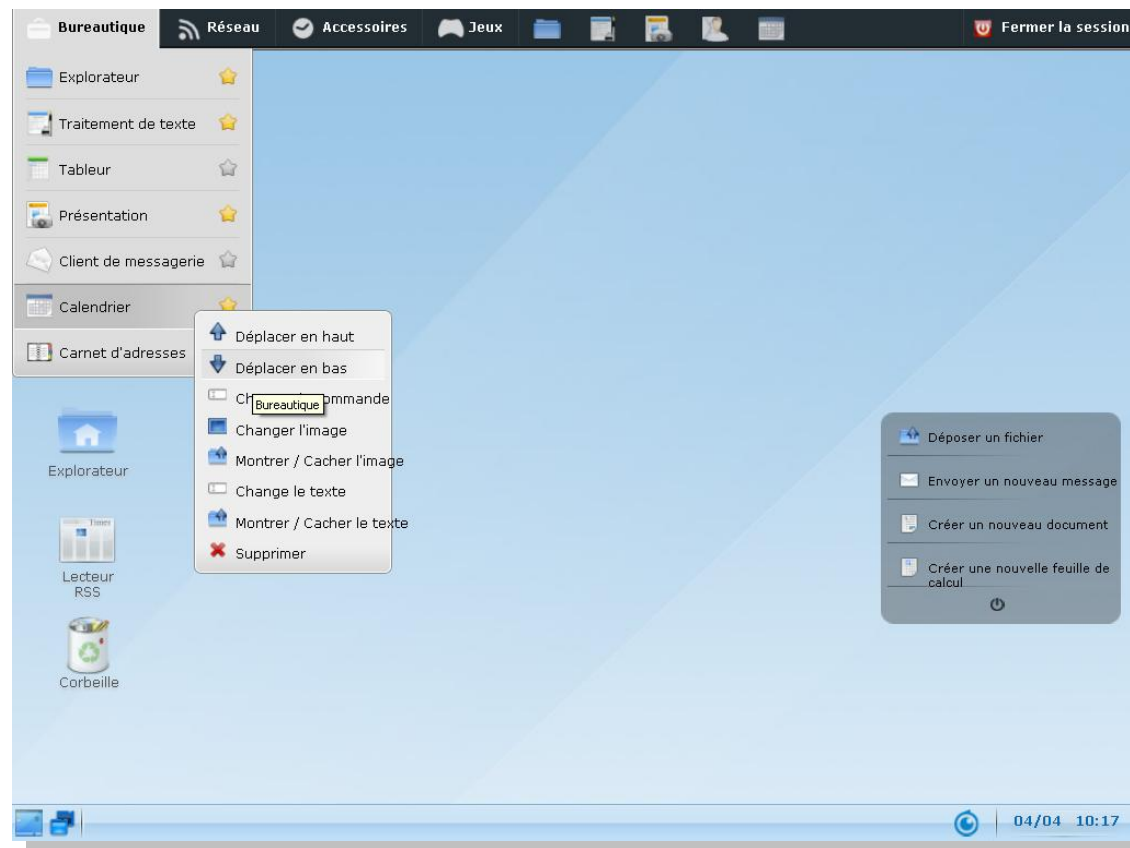 Bureautique
Réseau
Accessoires
Jeux
Fermer la session
Explorateur
Traitement de texte
Tableur
Présentation
Client de messagerie
Calendrier
Carnet d'adresses
Déplacer en haut
Déplacer en bas
Bureautique
Changer l'image
Montrer / Cacher l'image
Change le texte
Montrer / Cacher le texte
Supprimer
Explorateur
Times
Lecteur
RSS
Corbeille
Déposer un fichier
Envoyer un nouveau message
Créer un nouveau document
Créer une nouvelle feuille de
calcul
04/04 10:17